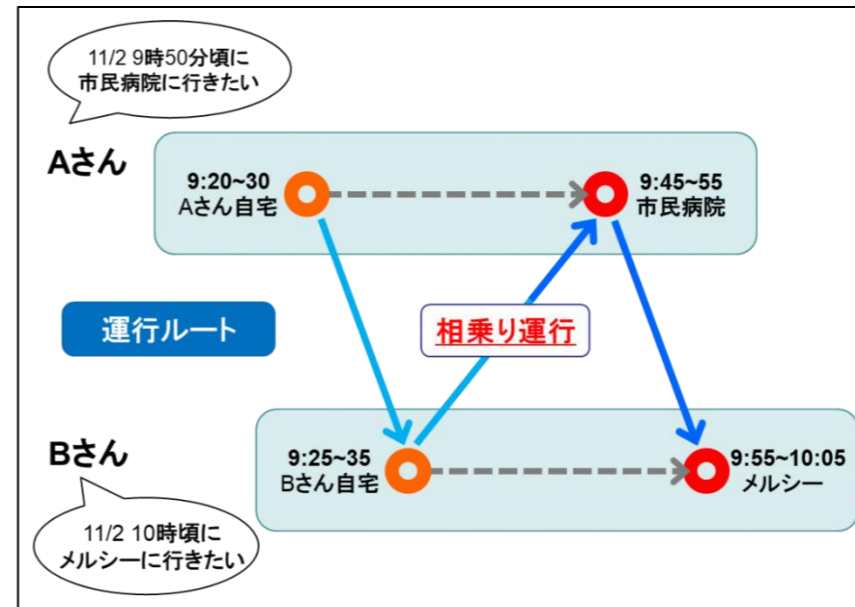 11/2 9時50分頃に
市民病院に行きたい
Aさん
9:20~30
Aさん自宅
9:45~55
市民病院
運行ルート
相乗り運行
Bさん
9:25~35
Bさん自宅
9:55~10:05
メルシー
11/2 10時頃に
メルシーに行きたい